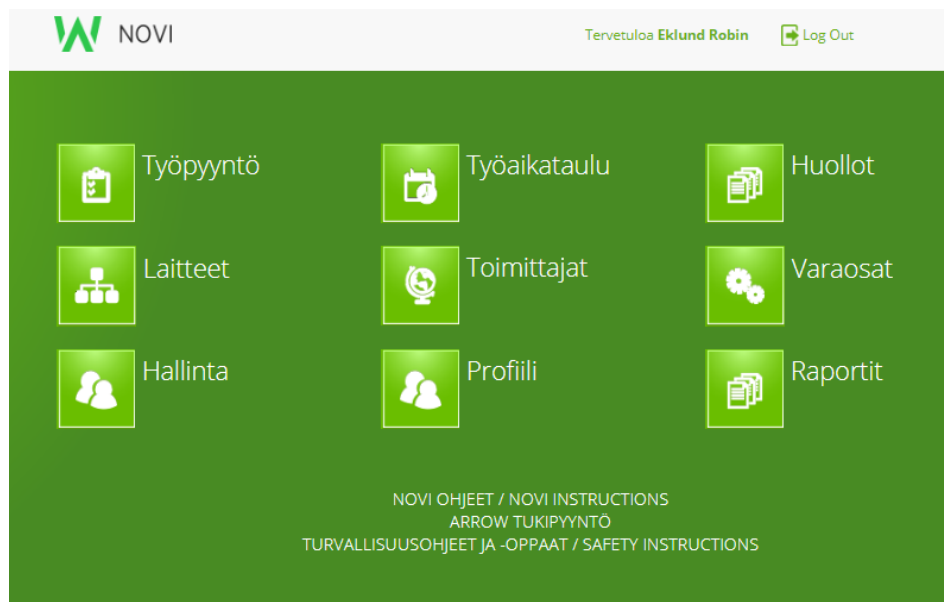 NOVI
Tervetuloa Eklund Robin Log Out
Työpyyntö Työaikataulu Huollot
Laitteet Toimittajat Varaosat
Hallinta Profiili Raportit
NOVI OHJEET / NOVI INSTRUCTIONS
ARROW TUKIPYYNTÖ
TURVALLISUUSOHJEET JA -OPPAAT / SAFETY INSTRUCTIONS